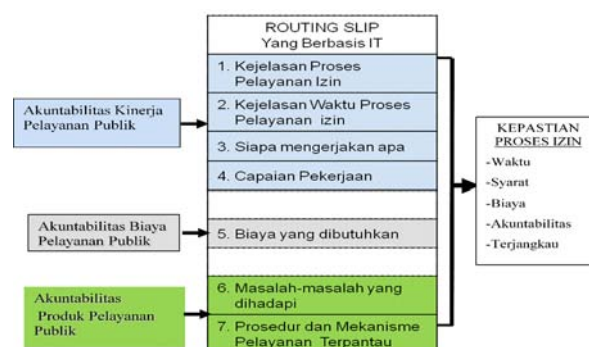 ROUTING SLIP
Yang Berbasis IT
1. Kejelasan Proses
Pelayanan Izin
2. Kejelasan Waktu Proses
Pelayanan izin
3. Siapa mengerjakan apa
4. Capaian Pekerjaan
5. Biaya yang dibutuhkan
6. Masalah-masalah yang
dihadapi
7. Prosedur dan Mekanisme
Pelayanan Terpantau
Akuntabilitas Kinerja
Pelayanan Publik
Akuntabilitas Biaya
Pelayanan Publik
Akuntabilitas
Produk Pelayanan
Publik
KEPASTIAN
PROSES IZIN
-Waktu
-Syarat
-Biaya
-Akuntabilitas
-Terjangkau